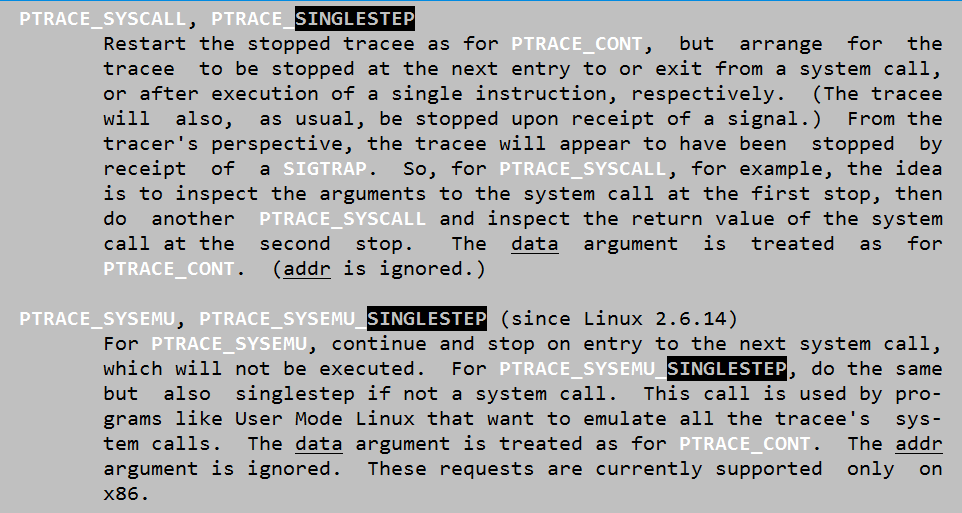 PTRACE_SYSCALL, PTRACE_SINGLESTEP
Restart the stopped tracee as for PTRACE_CONT, but arrange for the
tracee to be stopped at the next entry to or exit from a system call,
or after execution of a single instruction, respectively. (The tracee
will also, as usual, be stopped upon receipt of a signal.) From the
tracer's perspective, the tracee will appear to have been stopped by
receipt of a SIGTRAP. So, for PTRACE_SYSCALL, for example, the idea
is to inspect the arguments to the system call at the first stop, then
do another PTRACE_SYSCALL and inspect the return value of the system
call at the second stop. The data argument is treated as for
PTRACE_CONT. (addr is ignored.)
PTRACE_SYSEMU, PTRACE_SYSEMU_SINGLESTEP (since Linux 2.6.14)
For PTRACE_SYSEMU, continue and stop on entry to the next system call,
which will not be executed. For PTRACE_SYSEMU_SINGLESTEP, do the same
but also singlestep if not a system call. This call is used by pro-
grams like User Mode Linux that want to emulate all the tracee's sys-
tem calls. The data argument is treated as for PTRACE_CONT. The addr
argument is ignored. These requests are currently supported only on
x86.